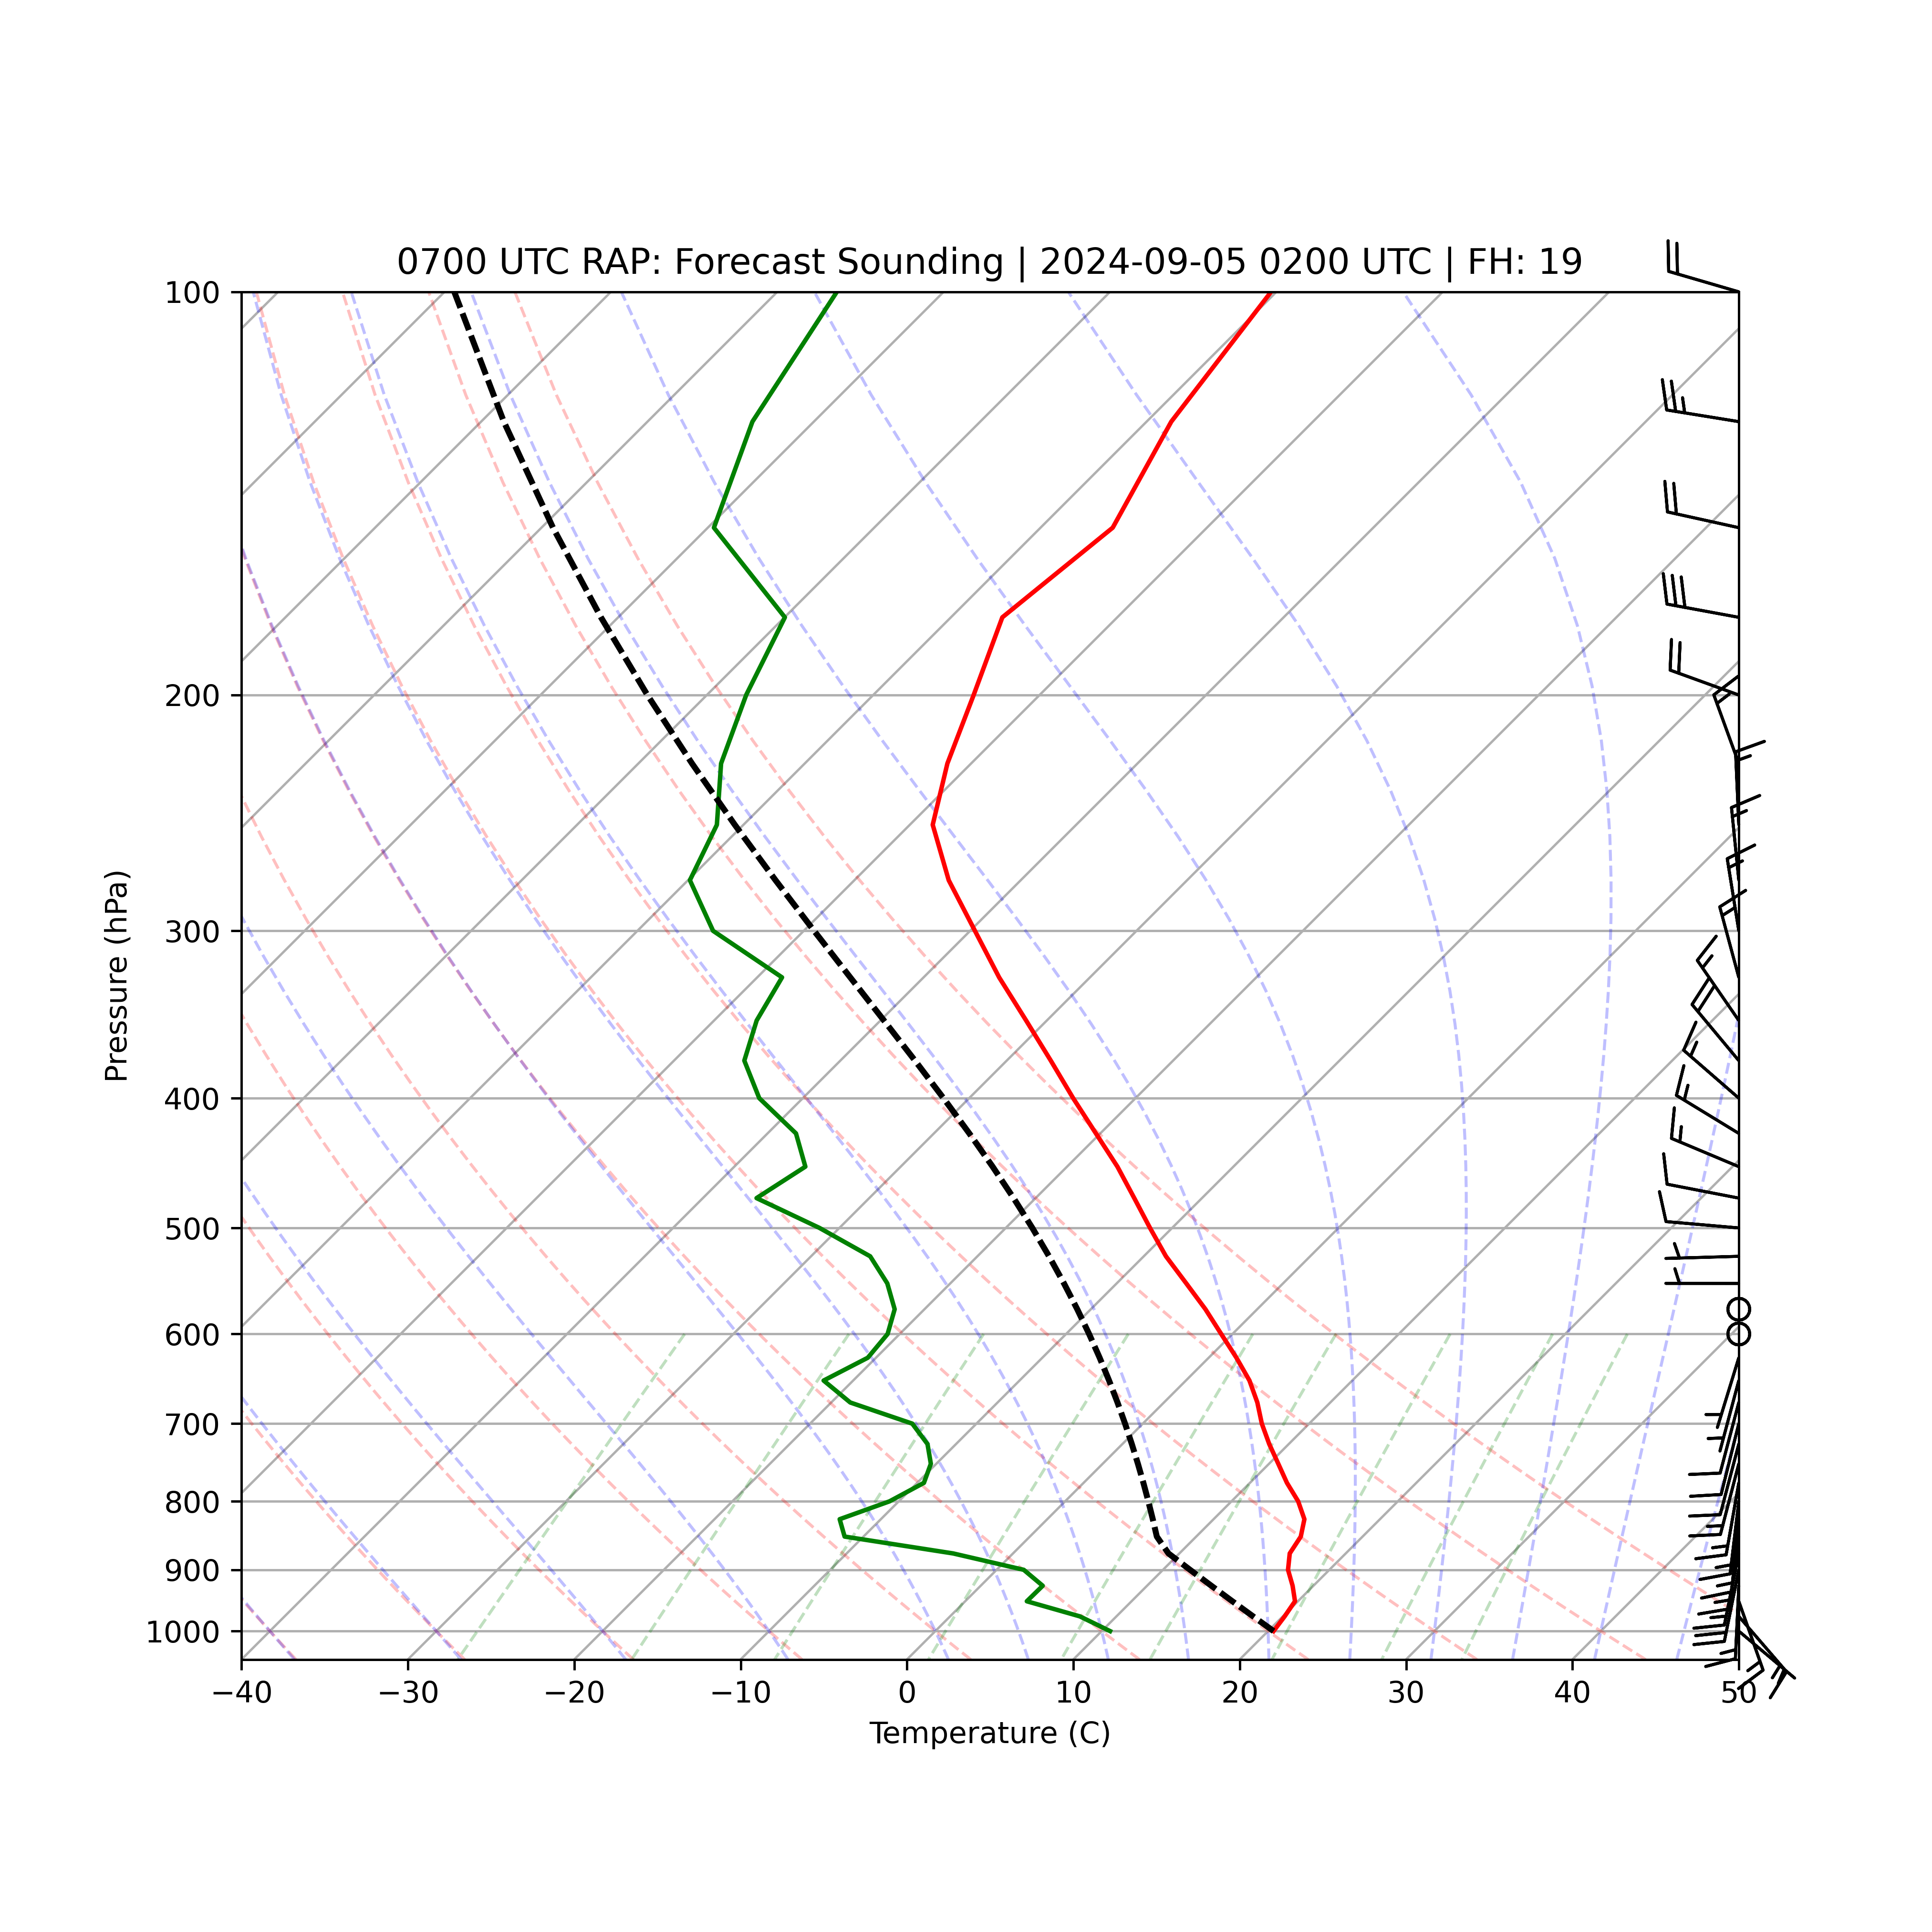 0700 UTC RAP: Forecast Sounding | 2024-09-05 0200 UTC | FH: 19
100
200
300
400
500
600
700
800
900
1000
Pressure (hPa)
−40 −30 −20 −10 0 10 20 30 40 50
Temperature (C)